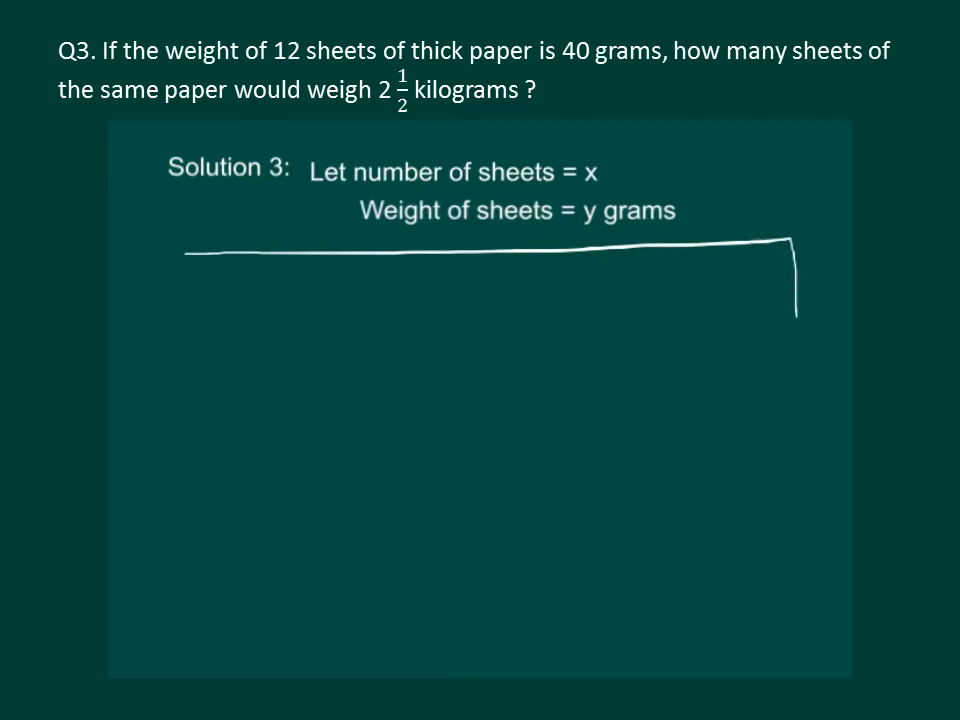 Q3. If the weight of 12 sheets of thick paper is 40 grams, how many sheets of
the same paper would weigh 2 1/2 kilograms ?
Solution 3: Let number of sheets = x
Weight of sheets = y grams